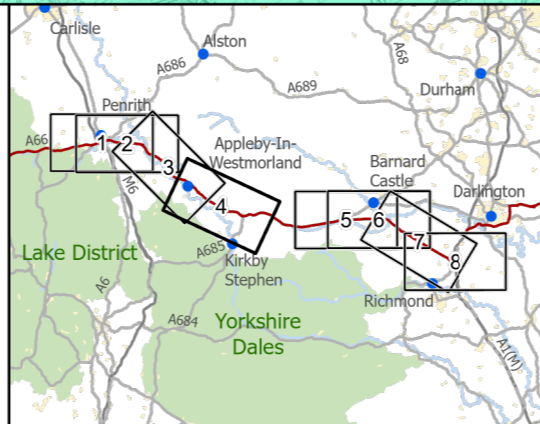 Carlisle
Alston
A68
A686
A689
Durham
Penrith
A66
1
2
3
Appleby-In-
Westmorland
Barnard
Castle
Darlington
M6
4
5
6
7
8
Lake District
A685
Kirkby
Stephen
Richmond
A6
A684
Yorkshire
Dales
A1(M)